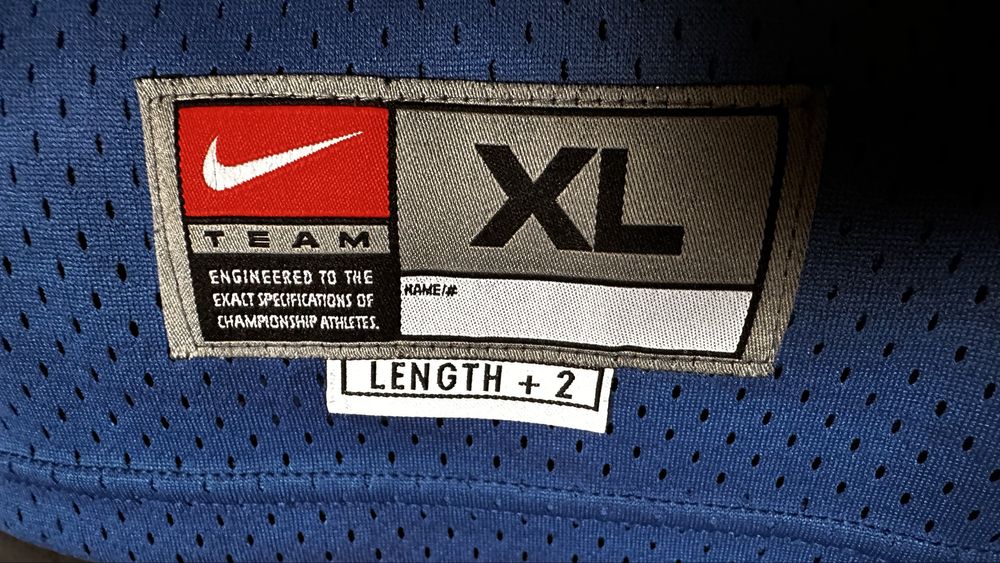 TEAM
ENGINEERED TO THE
EXACT SPECIFICATIONS OF
CHAMPIONSHIP ATHLETES.
XL
NAME/#
LENGTH + 2